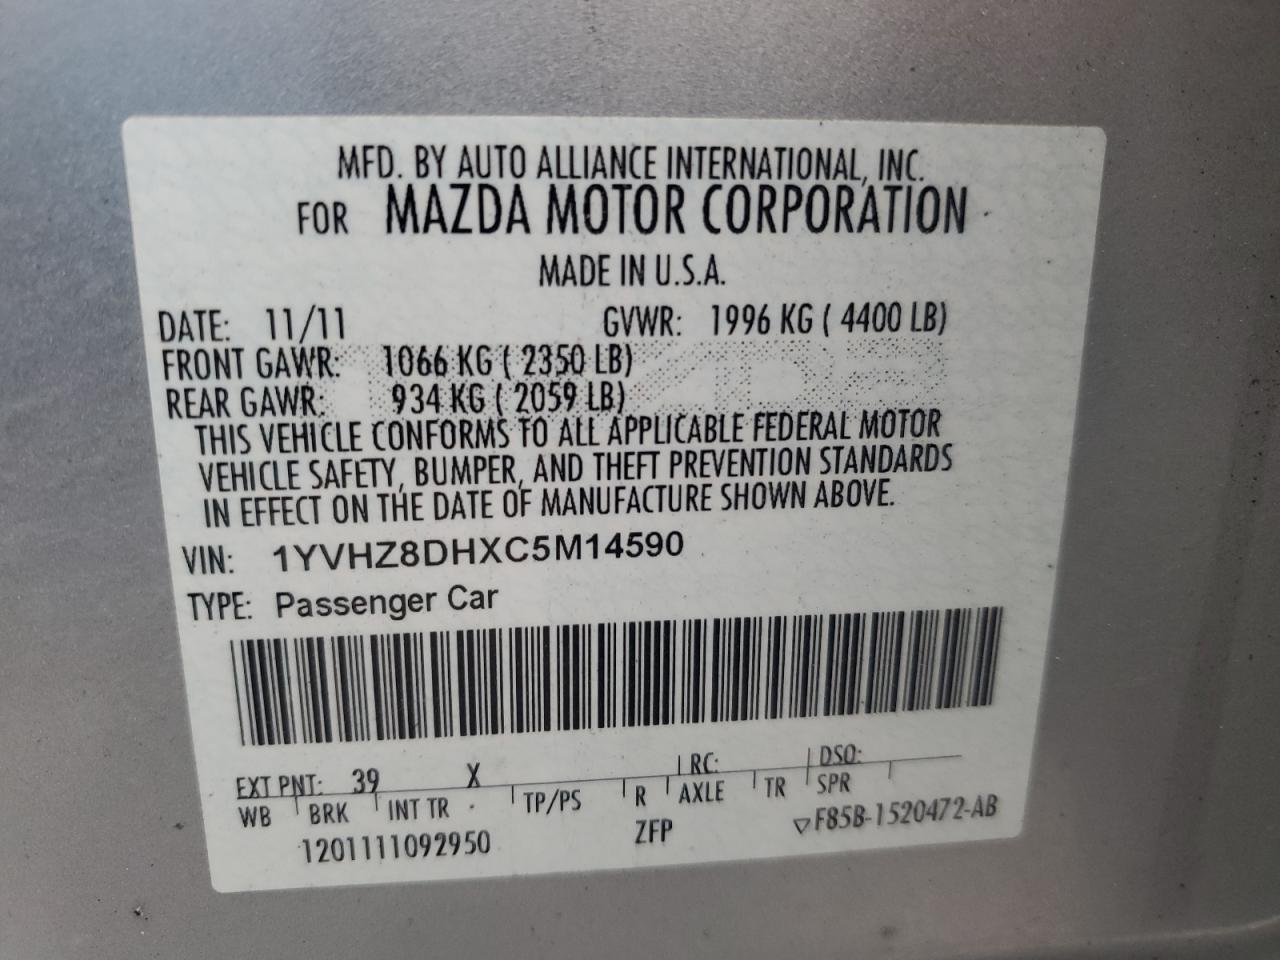 MFD. BY AUTO ALLIANCE INTERNATIONAL, INC.
FOR MAZDA MOTOR CORPORATION
MADE IN U.S.A.
DATE: 11/11 GVWR: 1996 KG ( 4400 LB)
FRONT GAWR: 1066 KG ( 2350 LB)
REAR GAWR: 934 KG ( 2059 LB)
THIS VEHICLE CONFORMS TO ALL APPLICABLE FEDERAL MOTOR
VEHICLE SAFETY, BUMPER, AND THEFT PREVENTION STANDARDS
IN EFFECT ON THE DATE OF MANUFACTURE SHOWN ABOVE.
VIN: 1YVHZ8DHXC5M14590
TYPE: Passenger Car
EXT PNT: 39 X RC: DSO:
WB BRK INT TR TP/PS R AXLE TR SPR
1201111092950 ZFP F85B-1520472-AB